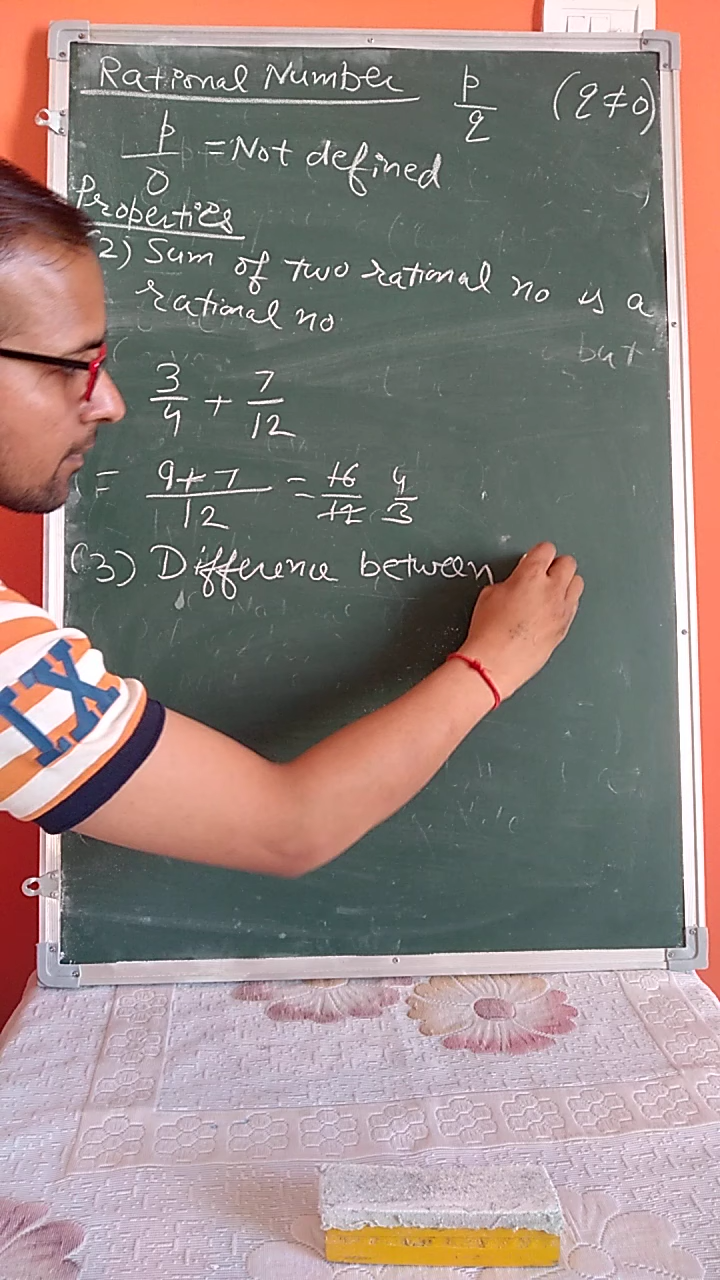 Rational Number p/q (q≠0)
p/0 = Not defined
Properties
(2) Sum of two rational no is a
rational no
but
3/4 + 7/12
= 9+7/12 = 16/12 4/3
(3) Difference between
IX